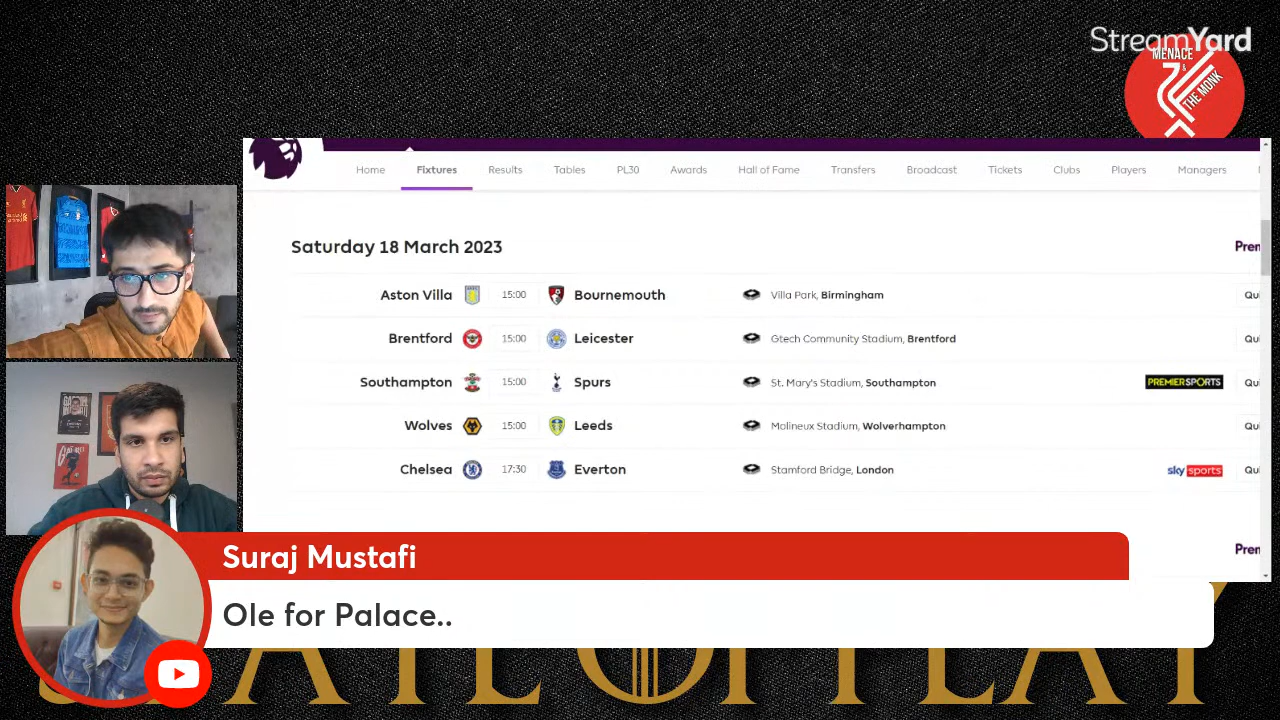 StreamYard
MENACE
&
THE MONK
Home Fixtures Results Tables PL30 Awards Hall of Fame Transfers Broadcast Tickets Clubs Players Managers
Saturday 18 March 2023
Aston Villa 15:00 Bournemouth Villa Park, Birmingham
Brentford 15:00 Leicester Gtech Community Stadium, Brentford
Southampton 15:00 Spurs St. Mary's Stadium, Southampton PREMIER SPORTS
Wolves 15:00 Leeds Molineux Stadium, Wolverhampton
Chelsea 17:30 Everton Stamford Bridge, London sky sports
Suraj Mustafi
Ole for Palace..